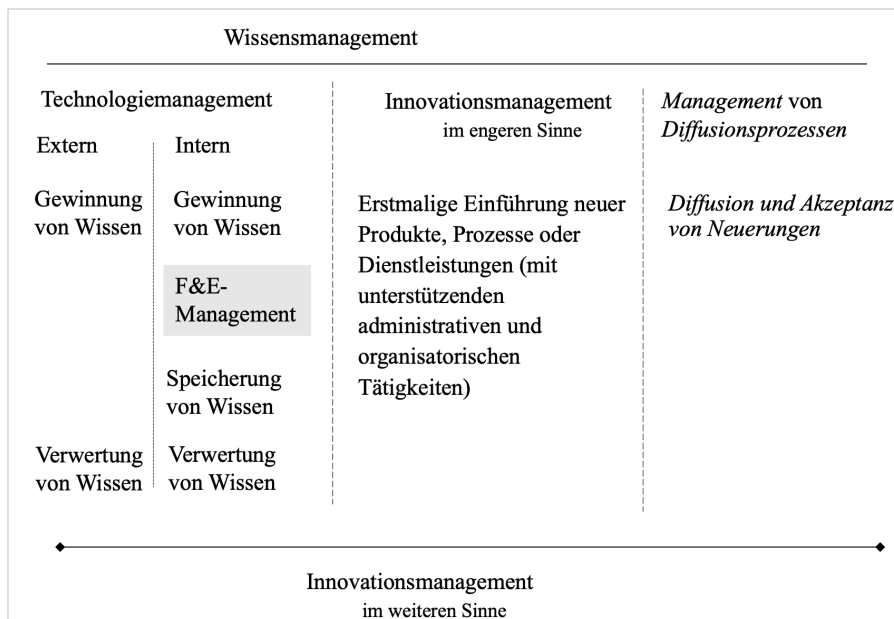 Wissensmanagement
Technologiemanagement
Extern
Intern
Gewinnung
von Wissen
Gewinnung
von Wissen
F&E-
Management
Speicherung
von Wissen
Verwertung
von Wissen
Verwertung
von Wissen
Innovationsmanagement
im engeren Sinne
Erstmalige Einführung neuer
Produkte, Prozesse oder
Dienstleistungen (mit
unterstützenden
administrativen und
organisatorischen
Tätigkeiten)
Management von
Diffusionsprozessen
Diffusion und Akzeptanz
von Neuerungen
Innovationsmanagement
im weiteren Sinne